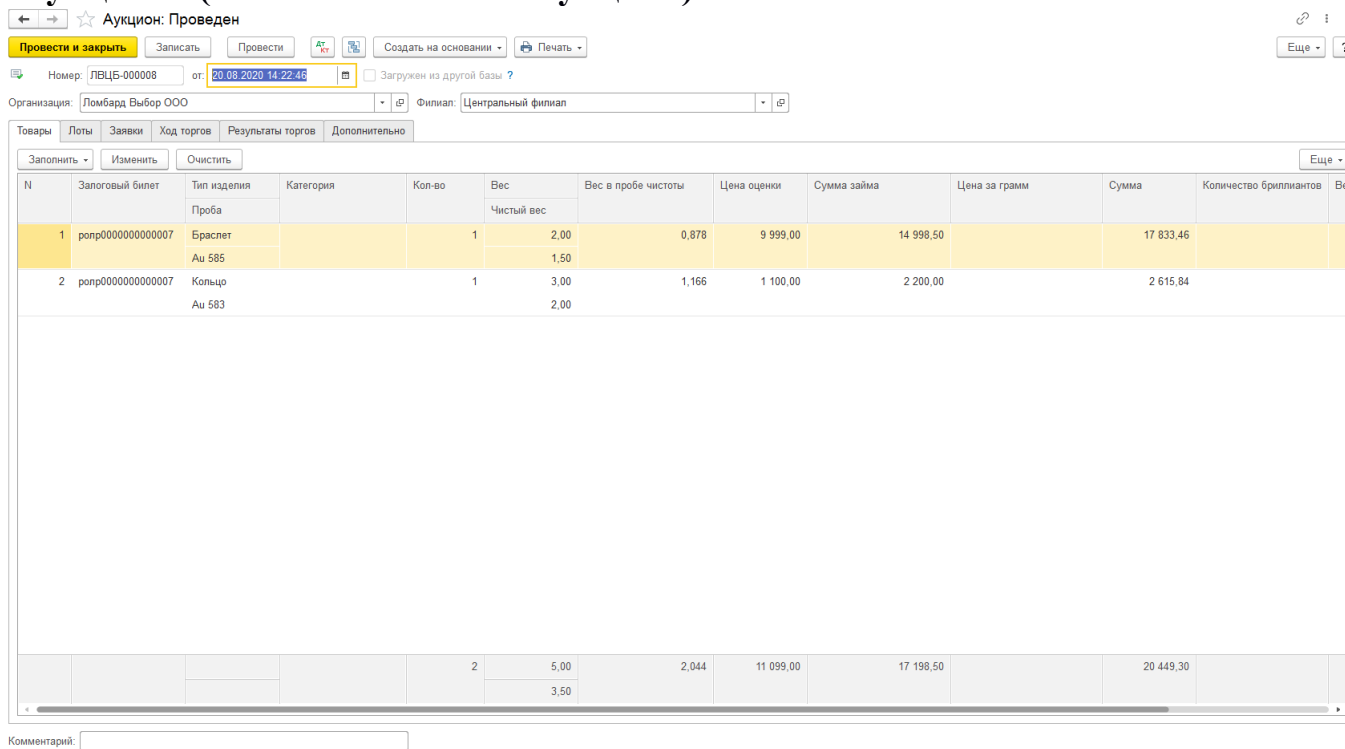 Аукцион: Проведен
Провести и закрыть Записать Провести Дт Кт Создать на основании Печать Еще ?
Номер: ЛВЦБ-000008 от: 20.08.2020 14:22:46 Загружен из другой базы ?
Организация: Ломбард Выбор ООО Филиал: Центральный филиал
Товары Лоты Заявки Ход торгов Результаты торгов Дополнительно
Заполнить Изменить Очистить Еще
N Залоговый билет Тип изделия Категория Кол-во Вес Вес в пробе чистоты Цена оценки Сумма займа Цена за грамм Сумма Количество бриллиантов Ве
Проба Чистый вес
1 ролр0000000000007 Браслет 1 2,00 0,878 9 999,00 14 998,50 17 833,46
Au 585 1,50
2 ролр0000000000007 Кольцо 1 3,00 1,166 1 100,00 2 200,00 2 615,84
Au 583 2,00
2 5,00 2,044 11 099,00 17 198,50 20 449,30
3,50
Комментарий: